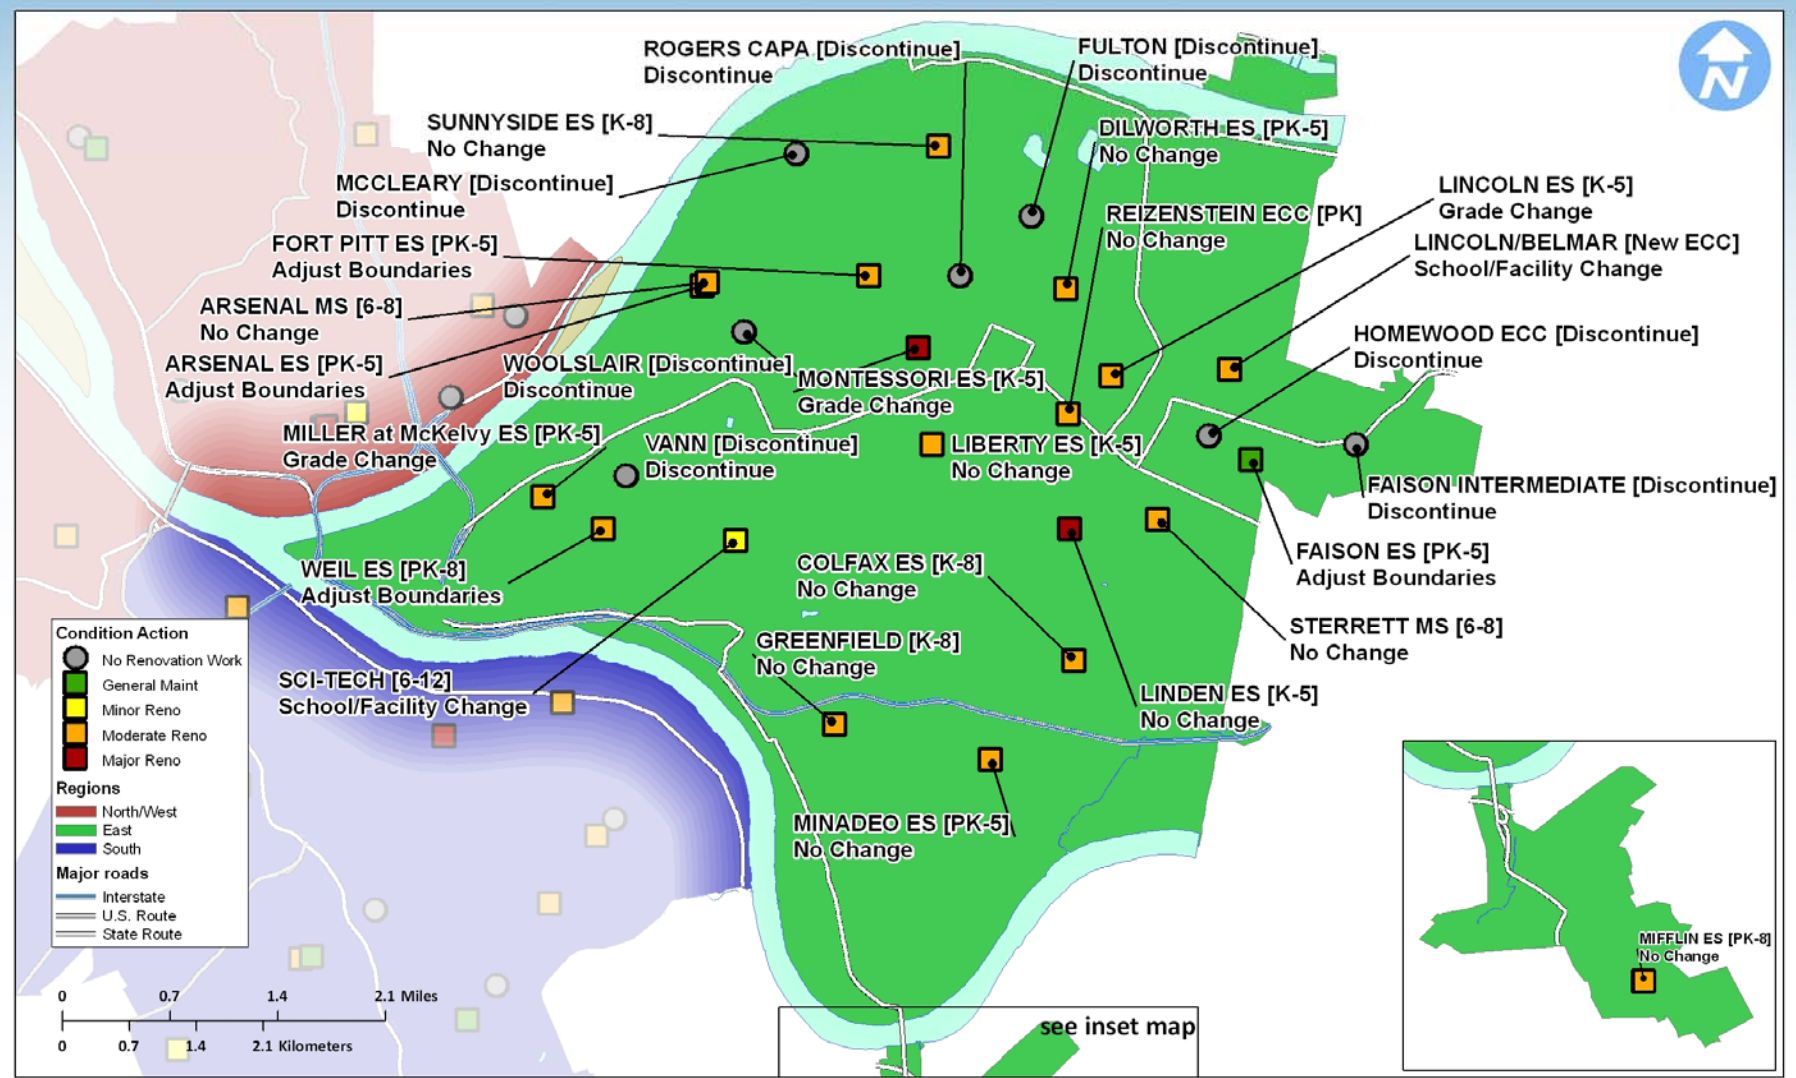 ROGERS CAPA [Discontinue]
Discontinue
FULTON [Discontinue]
Discontinue
N
SUNNYSIDE ES [K-8]
No Change
DILWORTH ES [PK-5]
No Change
MCCLEARY [Discontinue]
Discontinue
LINCOLN ES [K-5]
Grade Change
REIZENSTEIN ECC [PK]
No Change
FORT PITT ES [PK-5]
Adjust Boundaries
LINCOLN/BELMAR [New ECC]
School/Facility Change
ARSENAL MS [6-8]
No Change
HOMEWOOD ECC [Discontinue]
Discontinue
ARSENAL ES [PK-5]
Adjust Boundaries
WOOLSLAIR [Discontinue]
Discontinue
MONTESSORI ES [K-5]
Grade Change
MILLER at McKelvy ES [PK-5]
Grade Change
VANN [Discontinue]
Discontinue
LIBERTY ES [K-5]
No Change
FAISON INTERMEDIATE [Discontinue]
Discontinue
FAISON ES [PK-5]
Adjust Boundaries
WEIL ES [PK-8]
Adjust Boundaries
COLFAX ES [K-8]
No Change
STERRETT MS [6-8]
No Change
GREENFIELD [K-8]
No Change
SCI-TECH [6-12]
School/Facility Change
LINDEN ES [K-5]
No Change
MINADEO ES [PK-5]
No Change
Condition Action
No Renovation Work
General Maint
Minor Reno
Moderate Reno
Major Reno
Regions
North/West
East
South
Major roads
Interstate
U.S. Route
State Route
0 0.7 1.4 2.1 Miles
0 0.7 1.4 2.1 Kilometers
see inset map
MIFFLIN ES [PK-8]
No Change